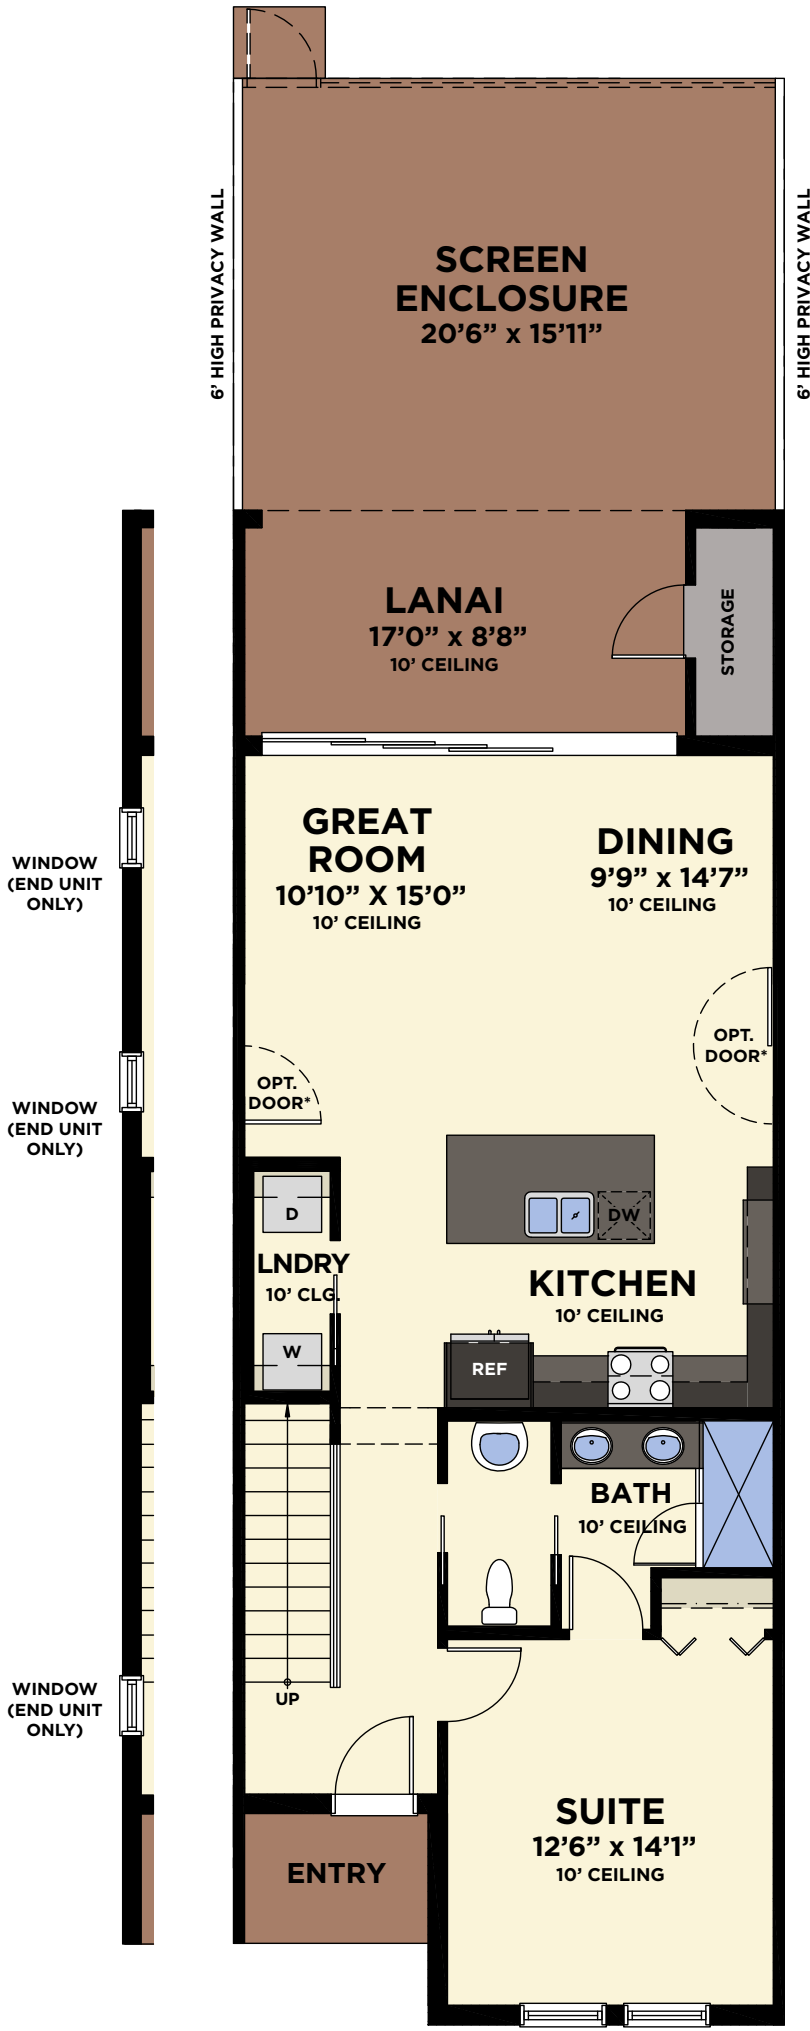 6’ HIGH PRIVACY WALL
6’ HIGH PRIVACY WALL
SCREEN
ENCLOSURE
20’6” x 15’11”
LANAI
17’0” x 8’8”
10’ CEILING
STORAGE
GREAT
ROOM
10’10” X 15’0”
10’ CEILING
DINING
9’9” x 14’7”
10’ CEILING
WINDOW
(END UNIT
ONLY)
OPT.
DOOR*
OPT.
DOOR*
WINDOW
(END UNIT
ONLY)
D
LNDRY
10’ CLG.
W
DW
KITCHEN
10’ CEILING
REF
BATH
10’ CEILING
UP
WINDOW
(END UNIT
ONLY)
SUITE
12’6” x 14’1”
10’ CEILING
ENTRY